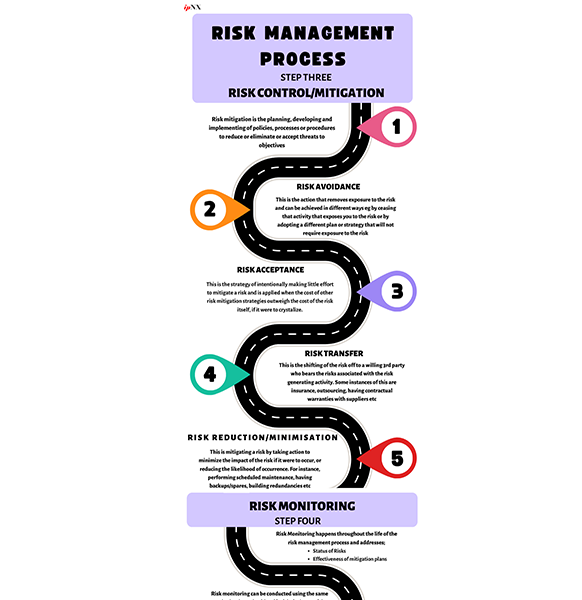 ipNX
RISK MANAGEMENT
PROCESS
STEP THREE
RISK CONTROL/MITIGATION
Risk mitigation is the planning, developing and
implementing of policies, processes or procedures
to reduce or eliminate or accept threats to
objectives
1
RISK AVOIDANCE
This is the action that removes exposure to the risk
and can be achieved in different ways eg by ceasing
that activity that exposes you to the risk or by
adopting a different plan or strategy that will not
require exposure to the risk
2
RISK ACCEPTANCE
This is the strategy of intentionally making little effort
to mitigate a risk and is applied when the cost of other
risk mitigation strategies outweigh the cost of the risk
itself, if it were to crystalize.
3
RISK TRANSFER
This is the shifting of the risk off to a willing 3rd party
who bears the risks associated with the risk
generating activity. Some instances of this are
insurance, outsourcing, having contractual
warranties with suppliers etc
4
RISK REDUCTION/MINIMISATION
This is mitigating a risk by taking action to
minimize the impact of the risk if it were to occur, or
reducing the likelihood of occurrence. For instance,
performing scheduled maintenance, having
backups/spares, building redundancies etc
5
RISK MONITORING
STEP FOUR
Risk Monitoring happens throughout the life of the
risk management process and addresses;
• Status of Risks
• Effectiveness of mitigation plans
Risk monitoring can be conducted using the same